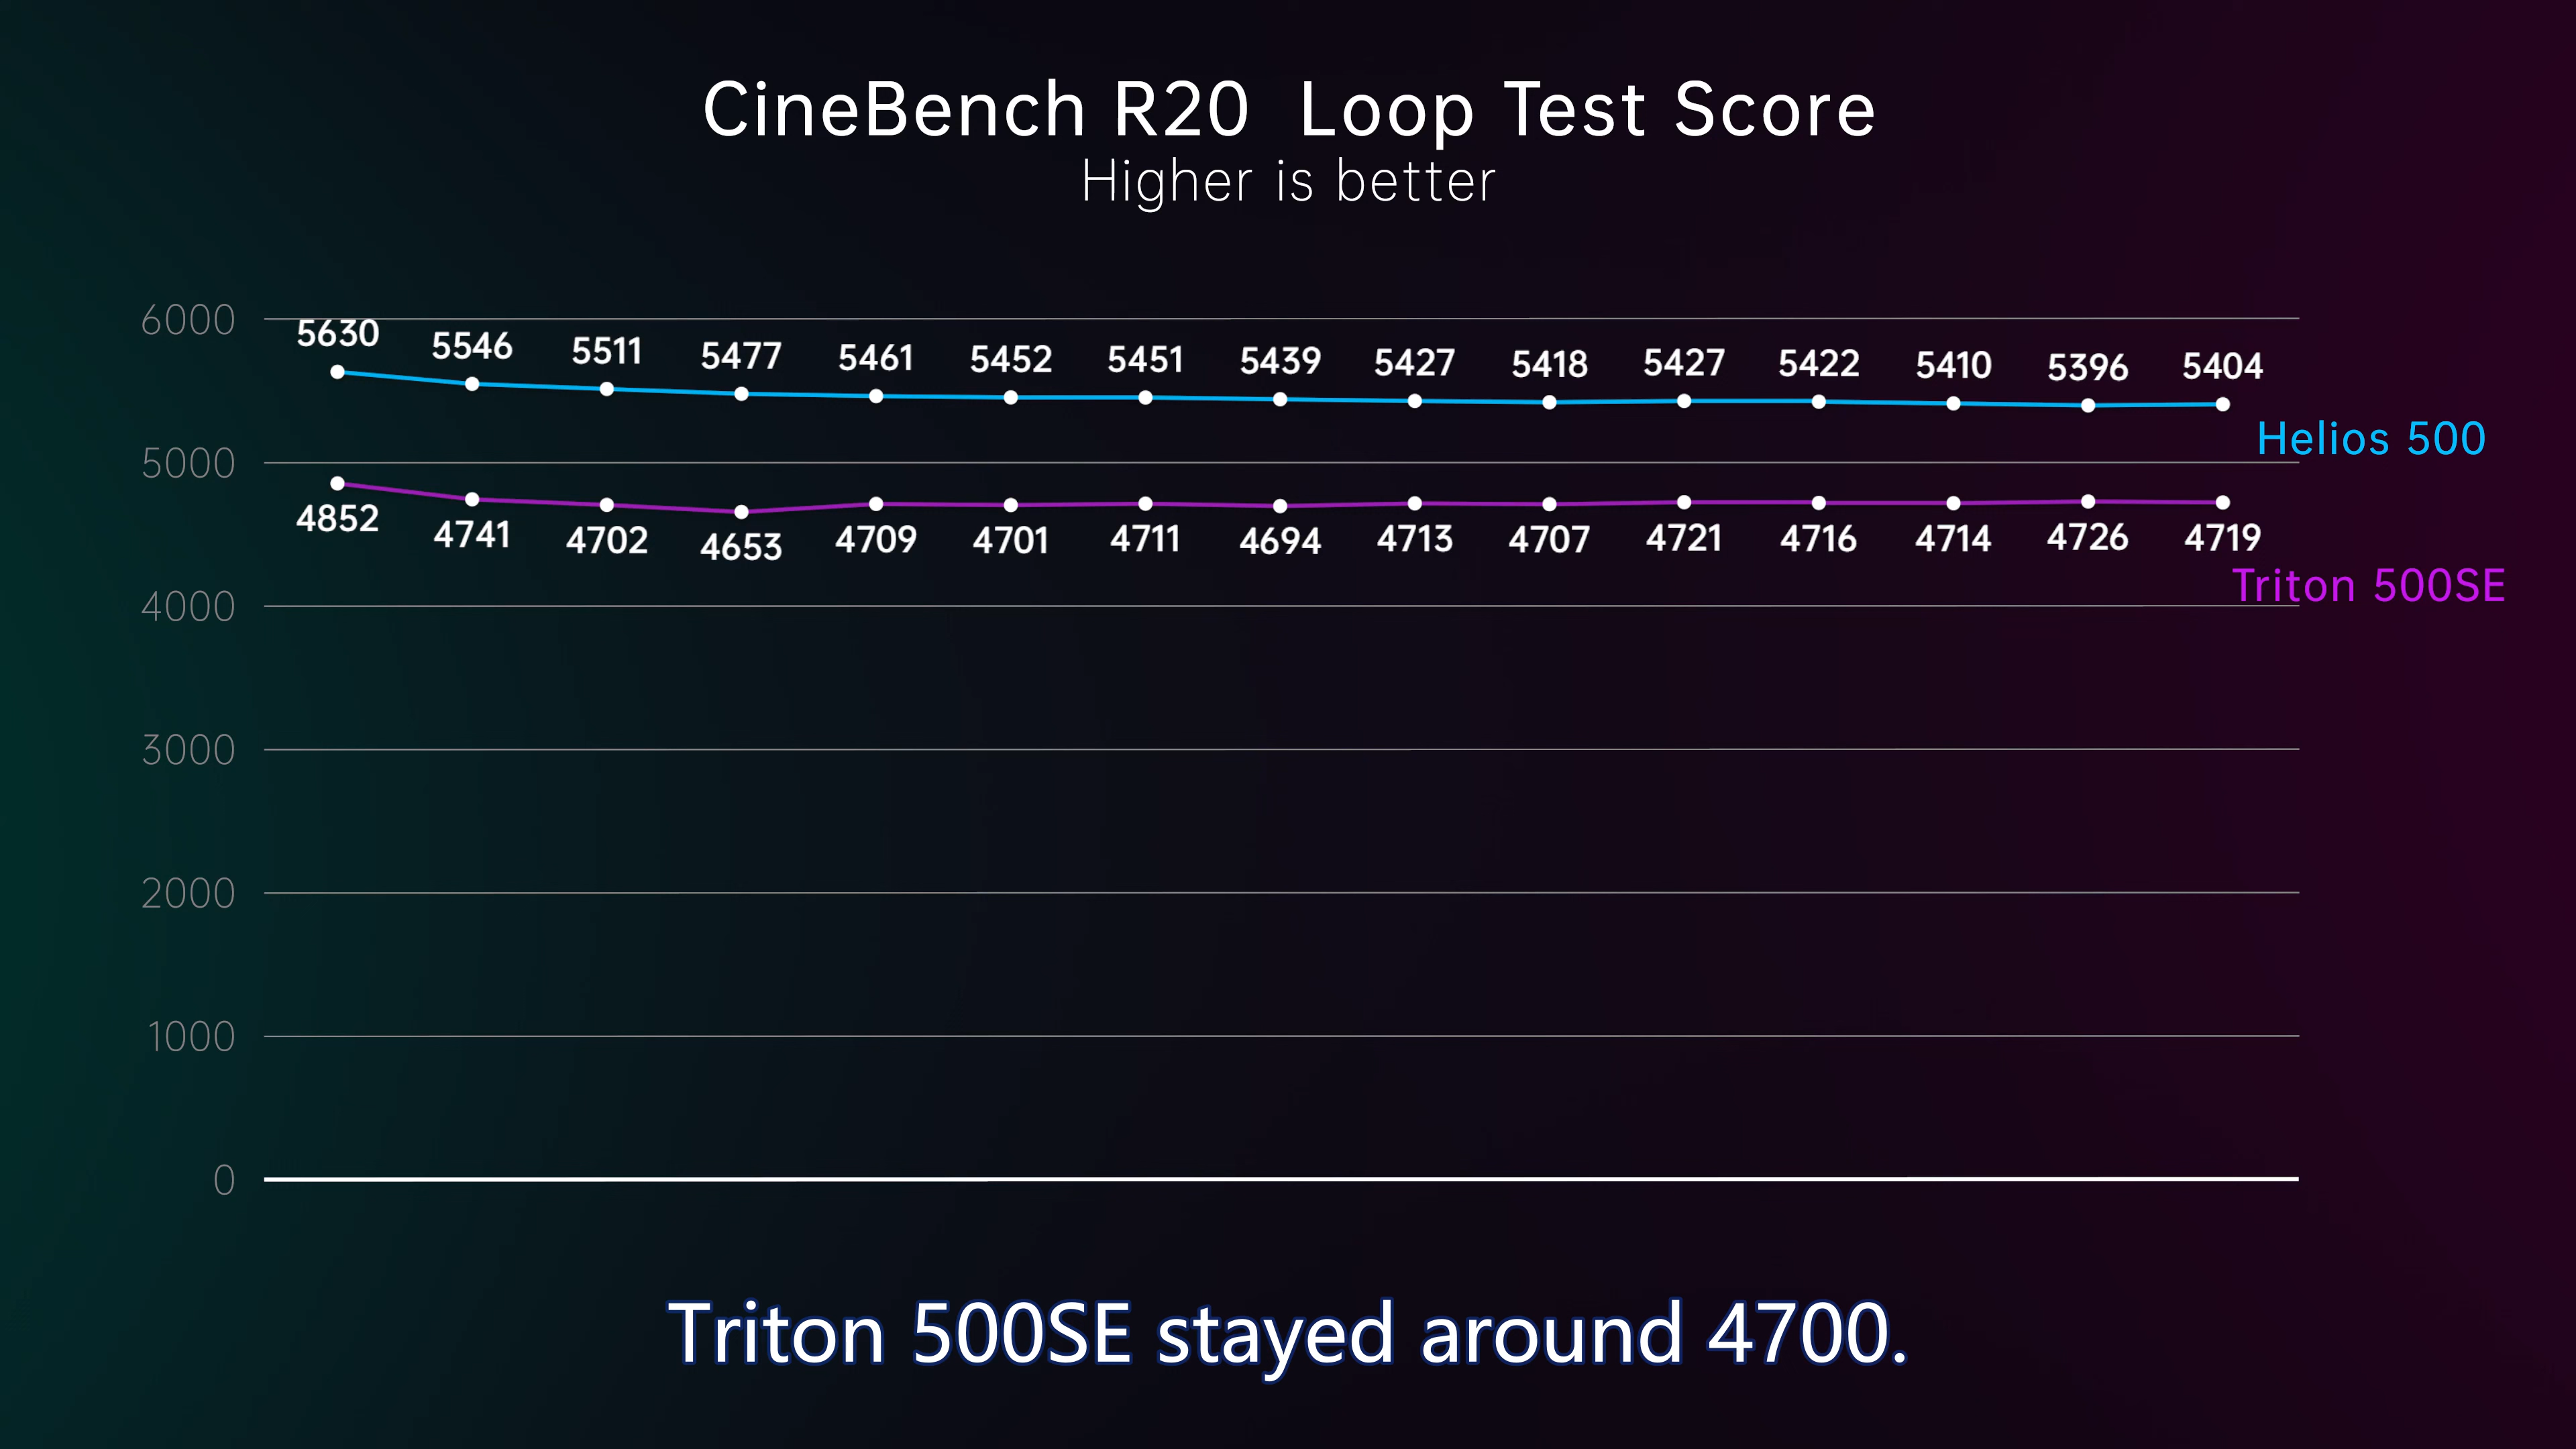 CineBench R20 Loop Test Score
Higher is better
6000
5630 5546 5511 5477 5461 5452 5451 5439 5427 5418 5427 5422 5410 5396 5404
Helios 500
5000
4852 4741 4702 4653 4709 4701 4711 4694 4713 4707 4721 4716 4714 4726 4719
Triton 500SE
4000
3000
2000
1000
0
Triton 500SE stayed around 4700.